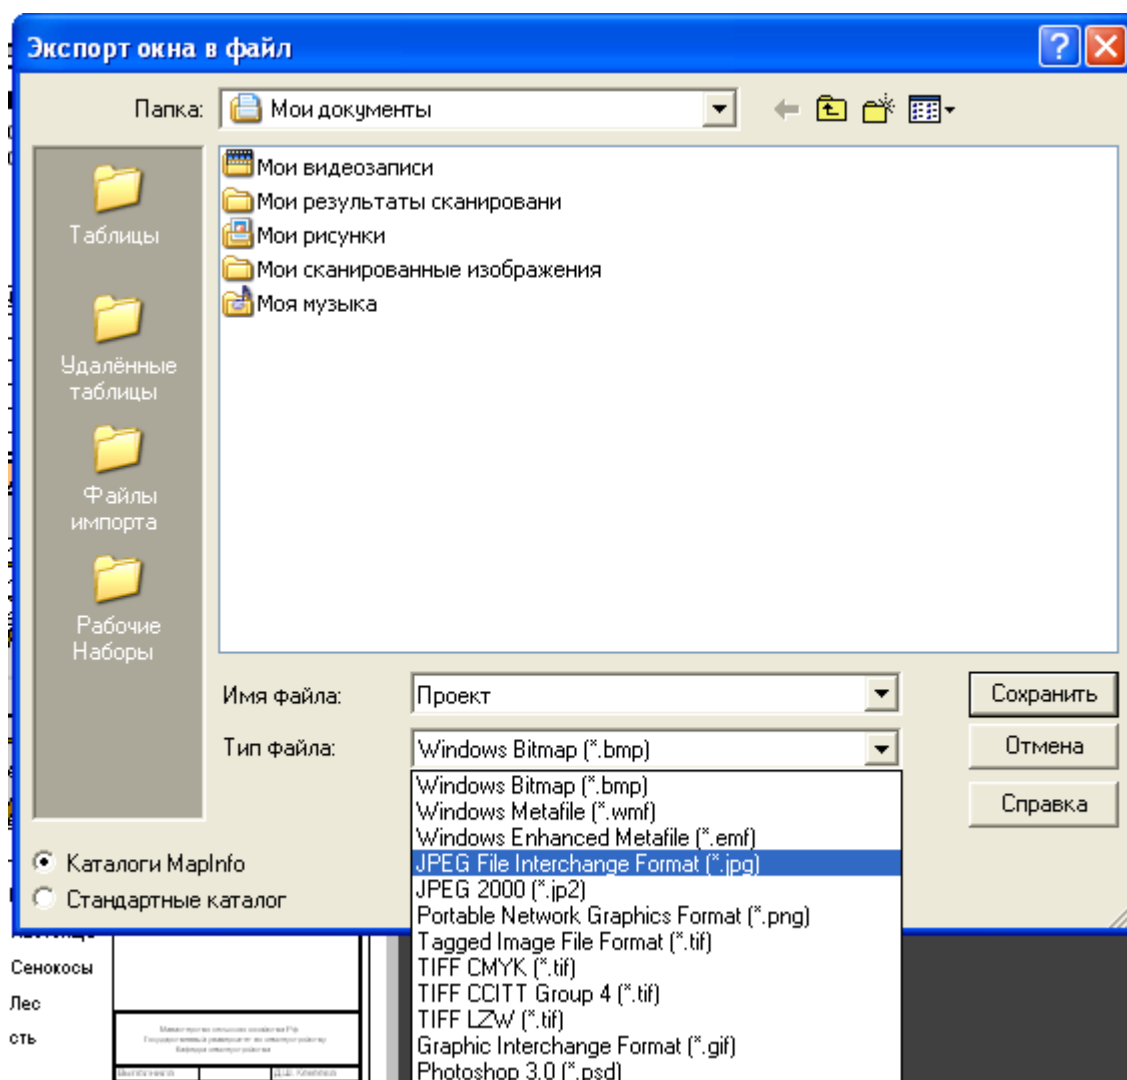 Экспорт окна в файл
Папка:
Мои документы
Таблицы
Удалённые
таблицы
Файлы
импорта
Рабочие
Наборы
Мои видеозаписи
Мои результаты сканировани
Мои рисунки
Мои сканированные изображения
Моя музыка
Имя файла:
Проект
Сохранить
Тип файла:
Windows Bitmap (*.bmp)
Отмена
Справка
Windows Bitmap (*.bmp)
Windows Metafile (*.wmf)
Windows Enhanced Metafile (*.emf)
JPEG File Interchange Format (*.jpg)
JPEG 2000 (*.jp2)
Portable Network Graphics Format (*.png)
Tagged Image File Format (*.tif)
TIFF CMYK (*.tif)
TIFF CCITT Group 4 (*.tif)
TIFF LZW (*.tif)
Graphic Interchange Format (*.gif)
Photoshop 3.0 (*.psd)
Каталоги MapInfo
Стандартные каталог
Сенокосы
Лес
сть